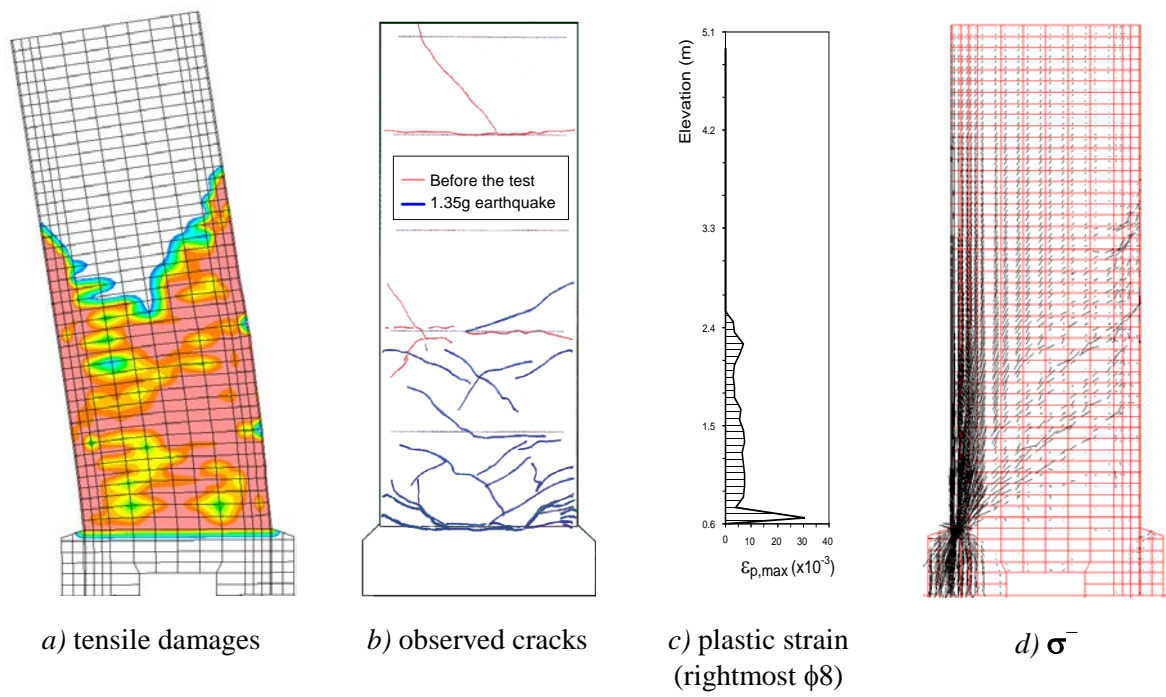 Before the test
1.35g earthquake
Elevation (m)
5.1
4.2
3.3
2.4
1.5
0.6
0 10 20 30 40
εp,max (x10⁻³)
a) tensile damages
b) observed cracks
c) plastic strain
(rightmost ϕ8)
d) σ⁻